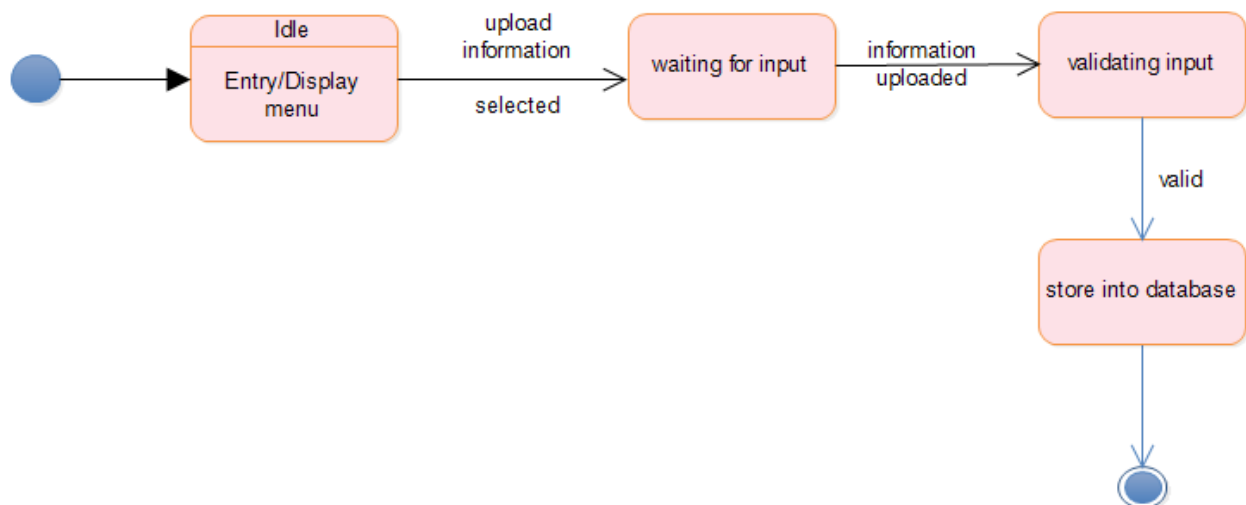 Idle
Entry/Display
menu
upload
information
selected
waiting for input
information
uploaded
validating input
valid
store into database